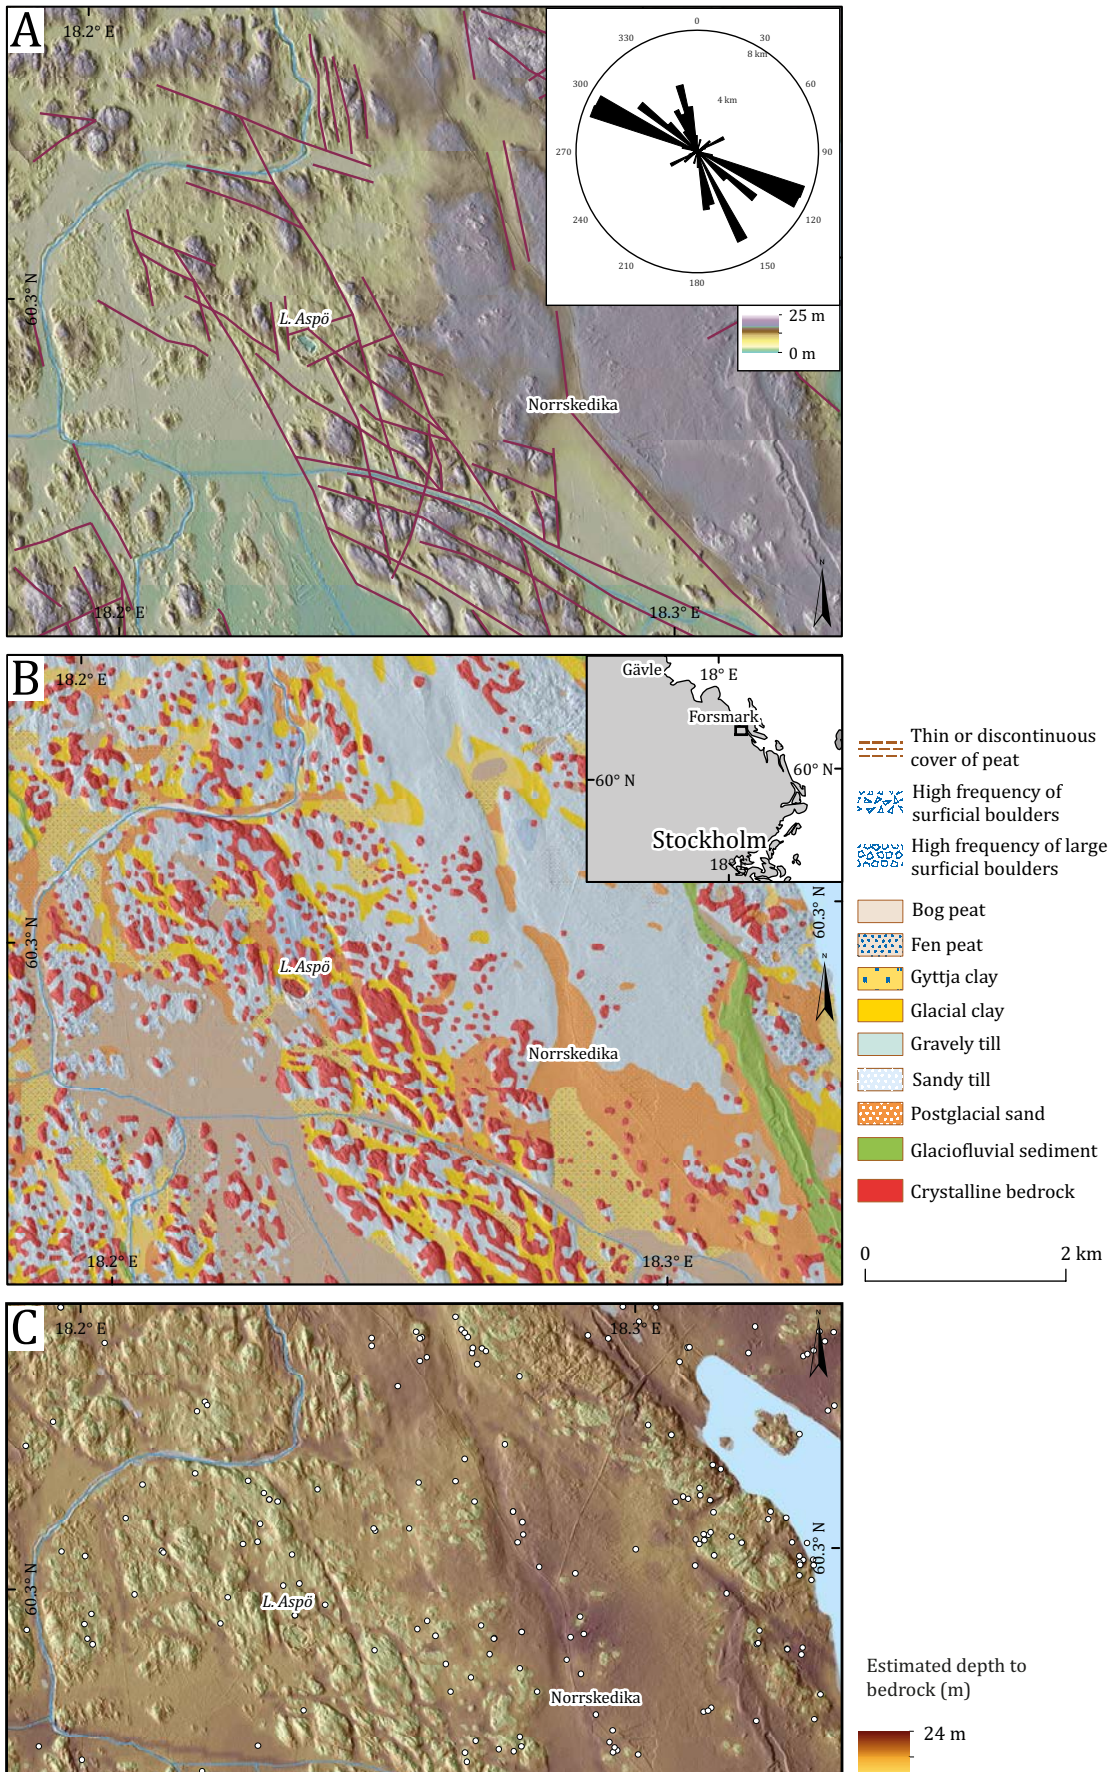 A
18.2° E
0
330
30
8 km
300
60
4 km
270
90
240
120
210
150
180
N
60.3° N
L. Aspö
25 m
0 m
Norrskedika
18.2° E
18.3° E
N
B
18.2° E
Gävle
18° E
Forsmark
60° N
60° N
Stockholm
18° E
60.3° N
60.3° N
L. Aspö
N
Norrskedika
18.2° E
18.3° E
Thin or discontinuous
cover of peat
High frequency of
surficial boulders
High frequency of large
surficial boulders
Bog peat
Fen peat
Gyttja clay
Glacial clay
Gravely till
Sandy till
Postglacial sand
Glaciofluvial sediment
Crystalline bedrock
0
2 km
C
18.2° E
18.3° E
N
60.3° N
60.3° N
L. Aspö
Norrskedika
Estimated depth to
bedrock (m)
24 m